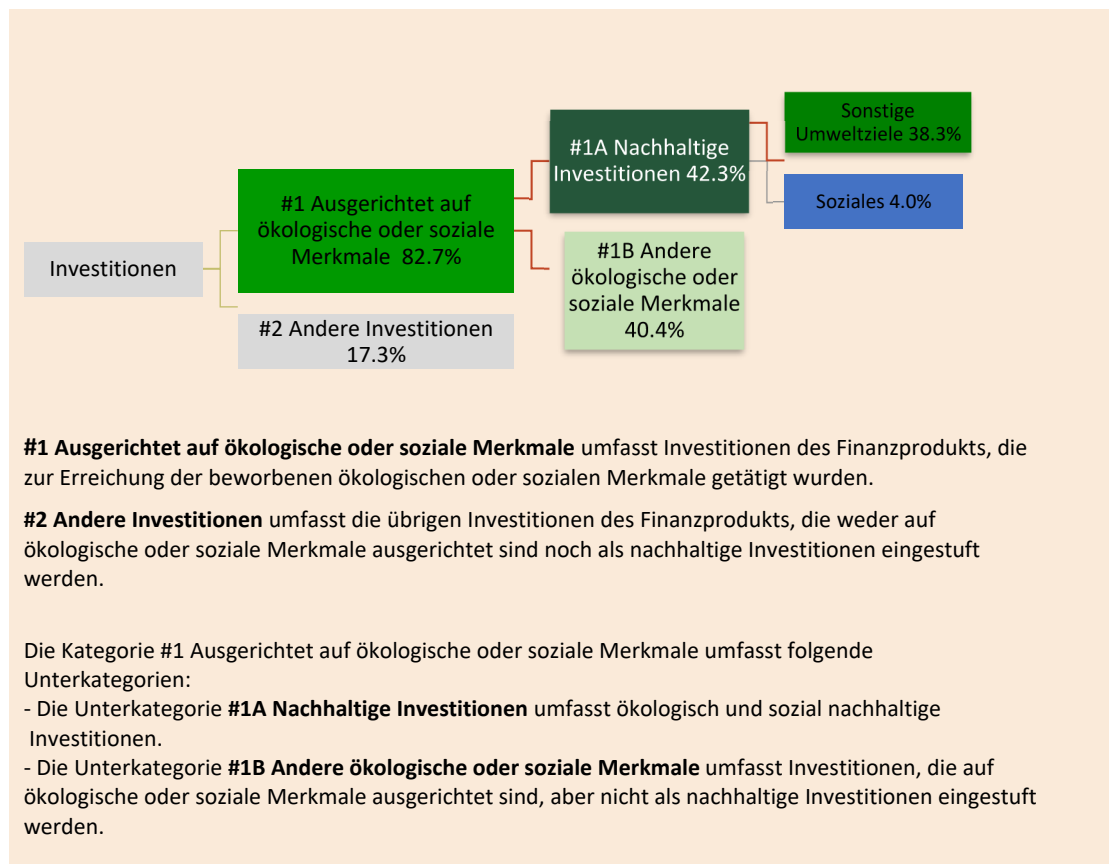 Sonstige
Umweltziele 38.3%
#1A Nachhaltige
Investitionen 42.3%
Soziales 4.0%
#1 Ausgerichtet auf
ökologische oder soziale
Merkmale 82.7%
Investitionen
#1B Andere
ökologische oder
soziale Merkmale
40.4%
#2 Andere Investitionen
17.3%
#1 Ausgerichtet auf ökologische oder soziale Merkmale umfasst Investitionen des Finanzprodukts, die
zur Erreichung der beworbenen ökologischen oder sozialen Merkmale getätigt wurden.
#2 Andere Investitionen umfasst die übrigen Investitionen des Finanzprodukts, die weder auf
ökologische oder soziale Merkmale ausgerichtet sind noch als nachhaltige Investitionen eingestuft
werden.
Die Kategorie #1 Ausgerichtet auf ökologische oder soziale Merkmale umfasst folgende
Unterkategorien:
- Die Unterkategorie #1A Nachhaltige Investitionen umfasst ökologisch und sozial nachhaltige
Investitionen.
- Die Unterkategorie #1B Andere ökologische oder soziale Merkmale umfasst Investitionen, die auf
ökologische oder soziale Merkmale ausgerichtet sind, aber nicht als nachhaltige Investitionen eingestuft
werden.